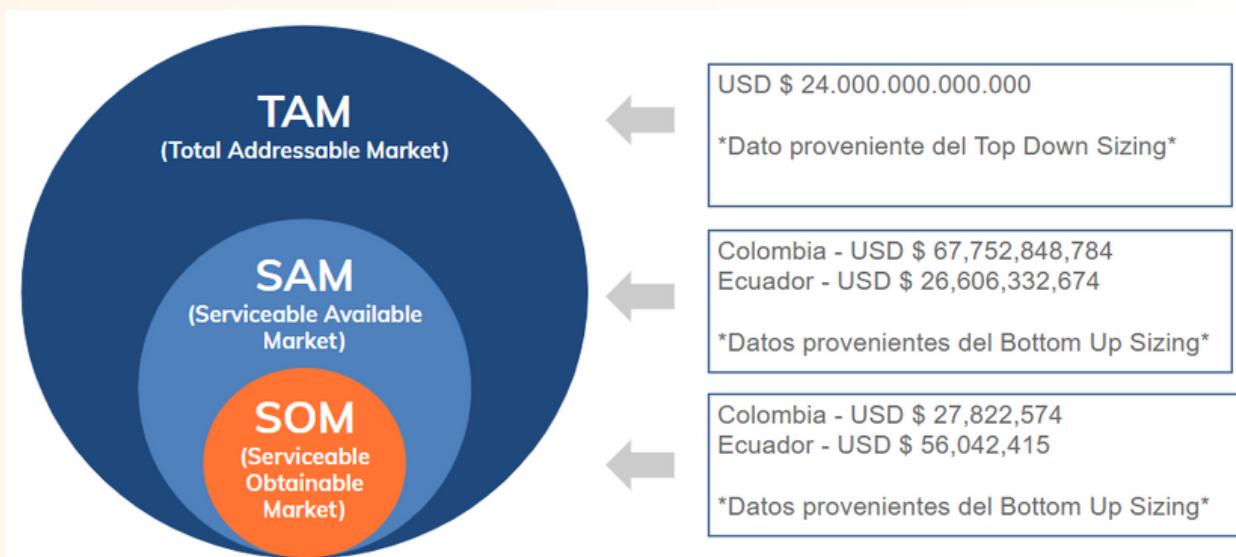 TAM
(Total Addressable Market)
USD $ 24.000.000.000.000
*Dato proveniente del Top Down Sizing*
SAM
(Serviceable Available
Market)
Colombia - USD $ 67,752,848,784
Ecuador - USD $ 26,606,332,674
*Datos provenientes del Bottom Up Sizing*
SOM
(Serviceable
Obtainable
Market)
Colombia - USD $ 27,822,574
Ecuador - USD $ 56,042,415
*Datos provenientes del Bottom Up Sizing*